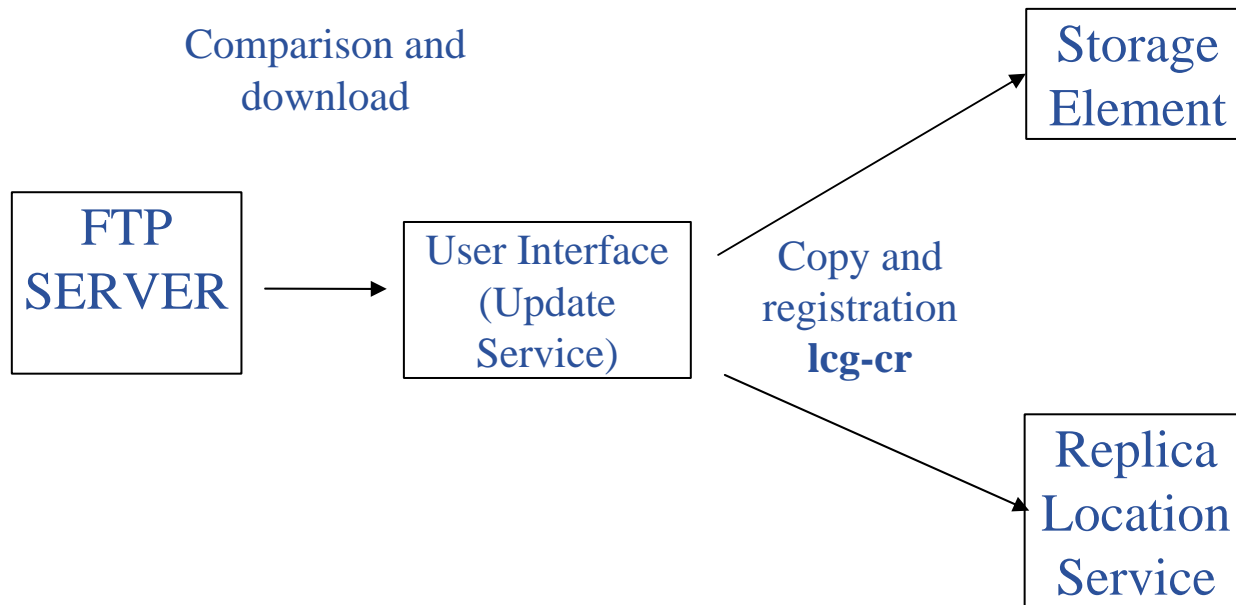 Comparison and
download
FTP
SERVER
User Interface
(Update
Service)
Copy and
registration
lcg-cr
Storage
Element
Replica
Location
Service